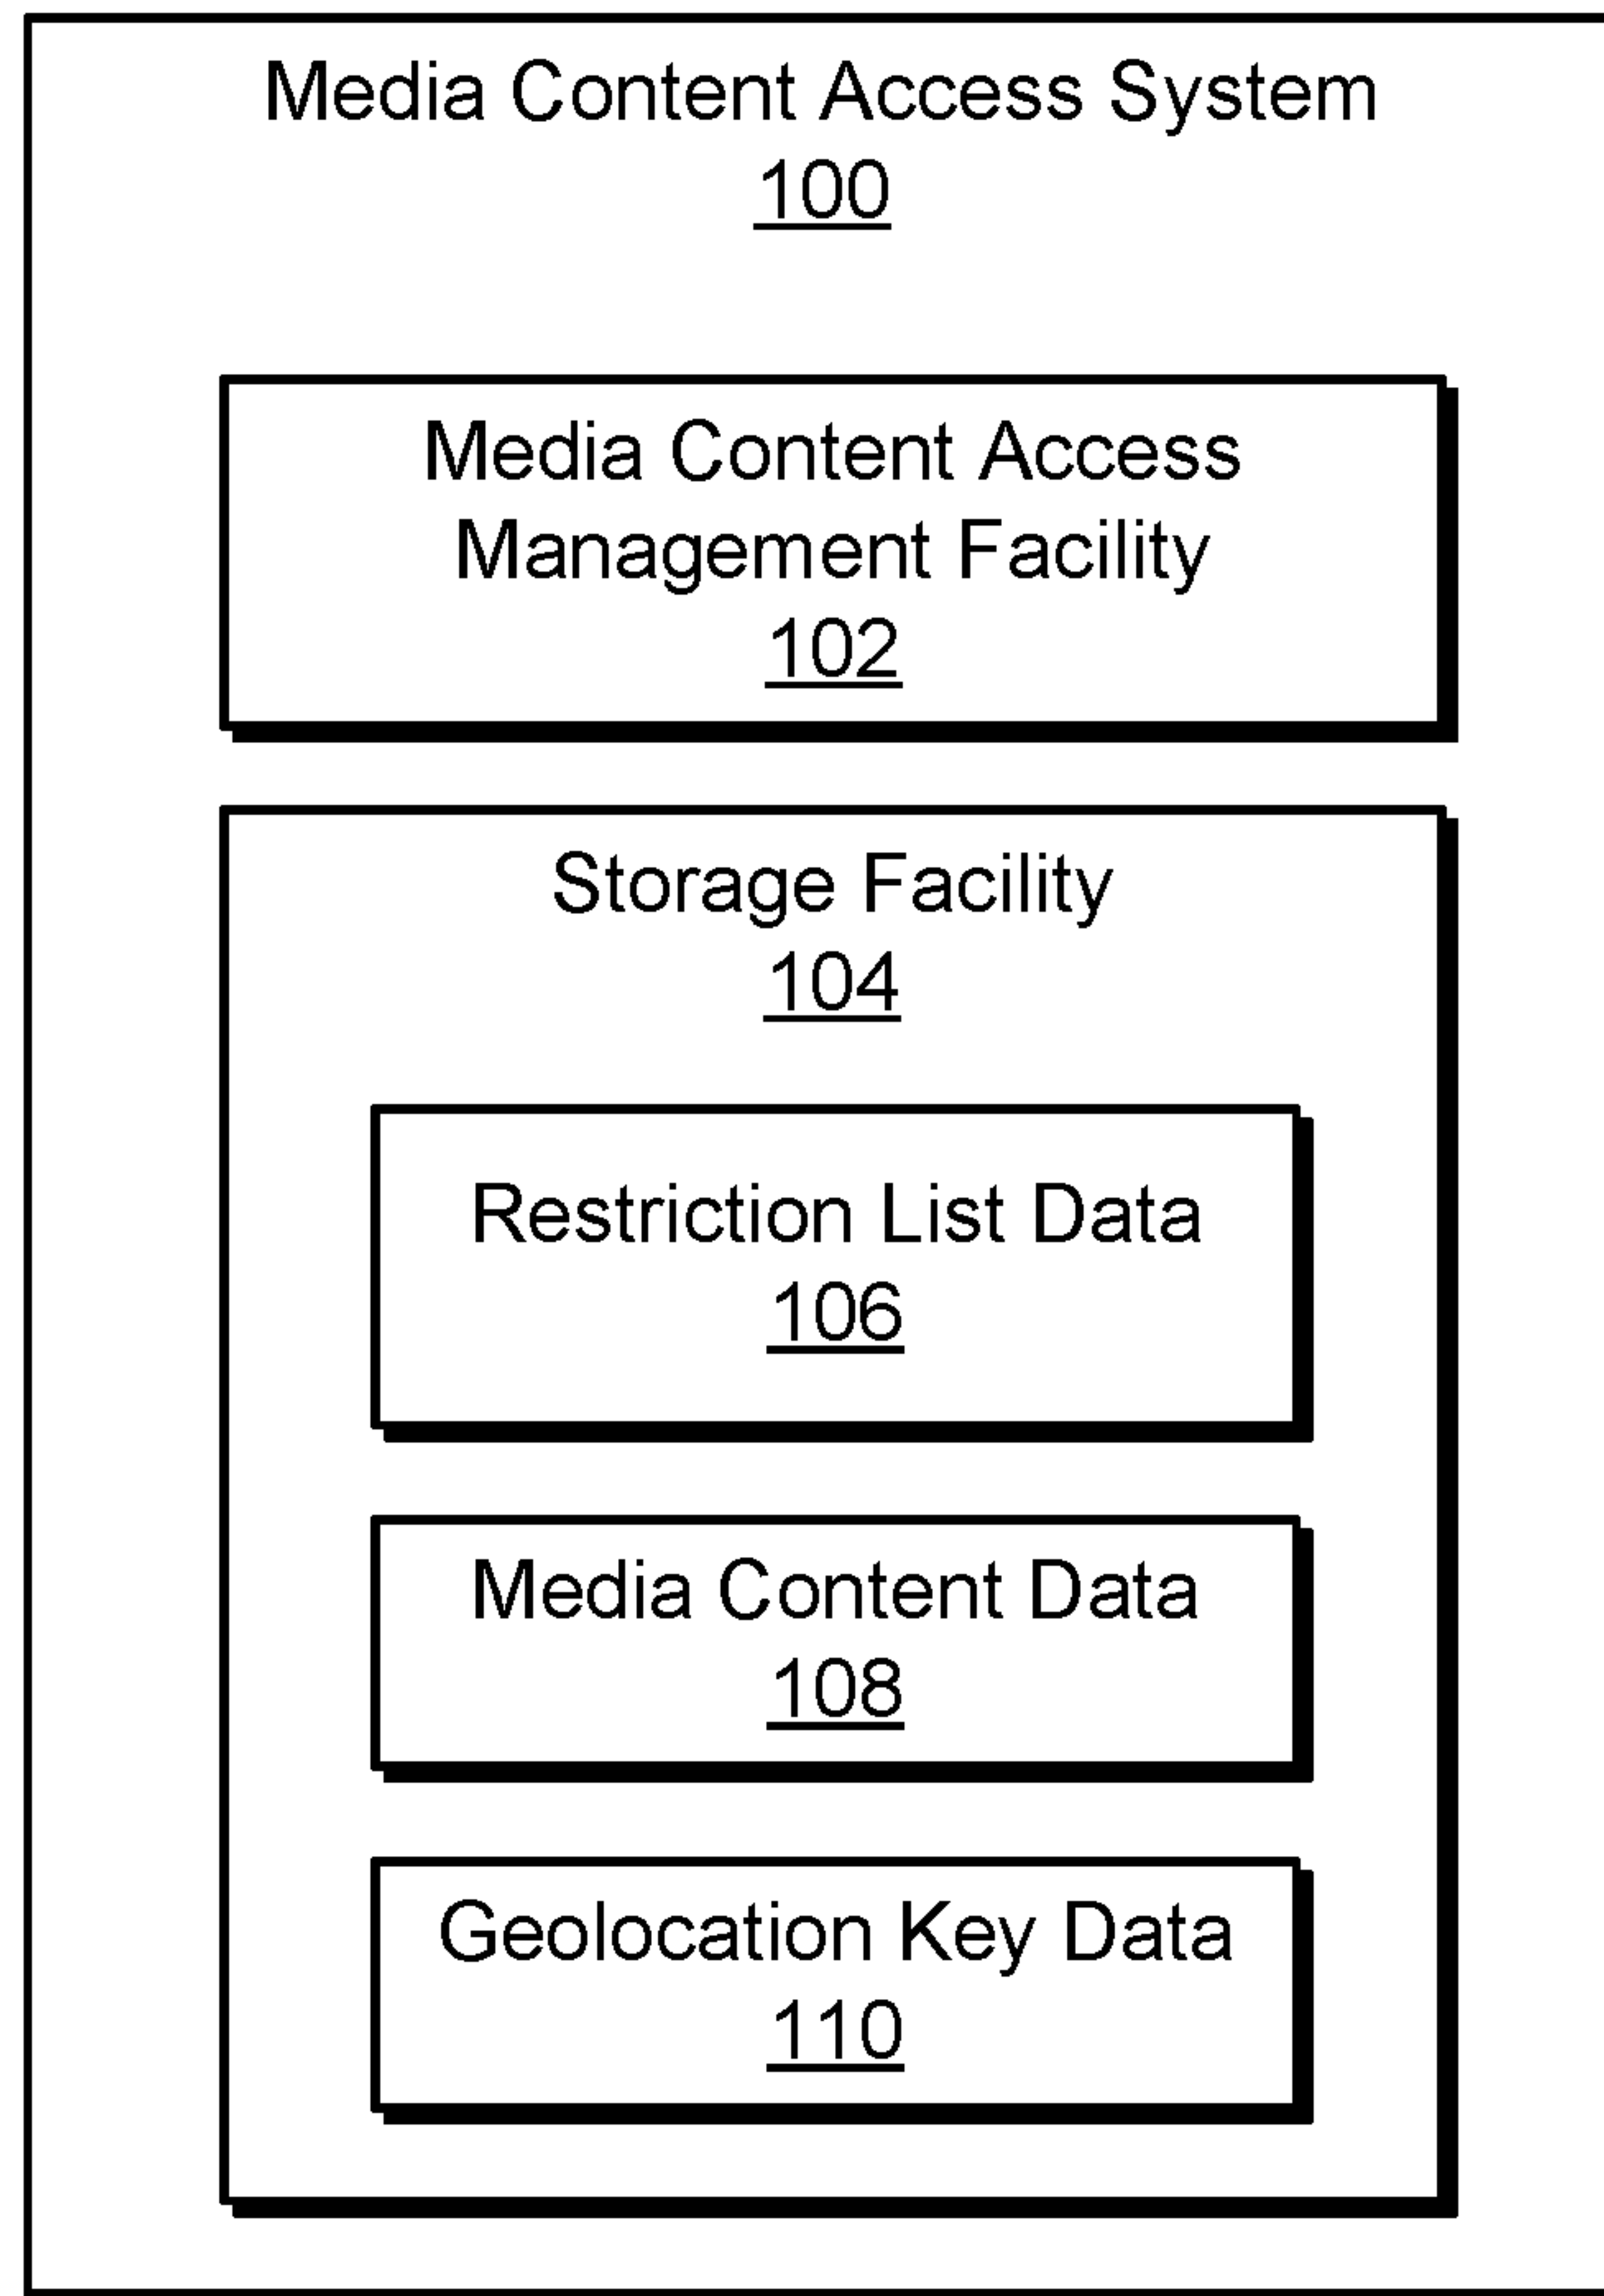 Media Content Access System
100
Media Content Access
Management Facility
102
Storage Facility
104
Restriction List Data
106
Media Content Data
108
Geolocation Key Data
110